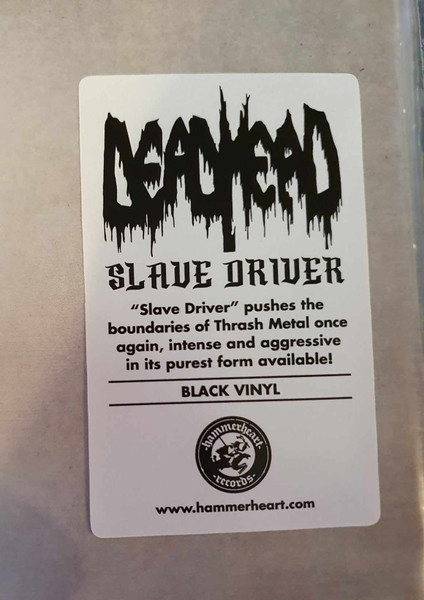 DEADHEAD
SLAVE DRIVER
“Slave Driver” pushes the
boundaries of Thrash Metal once
again, intense and aggressive
in its purest form available!
BLACK VINYL
-hammerheart-
-records-
www.hammerheart.com